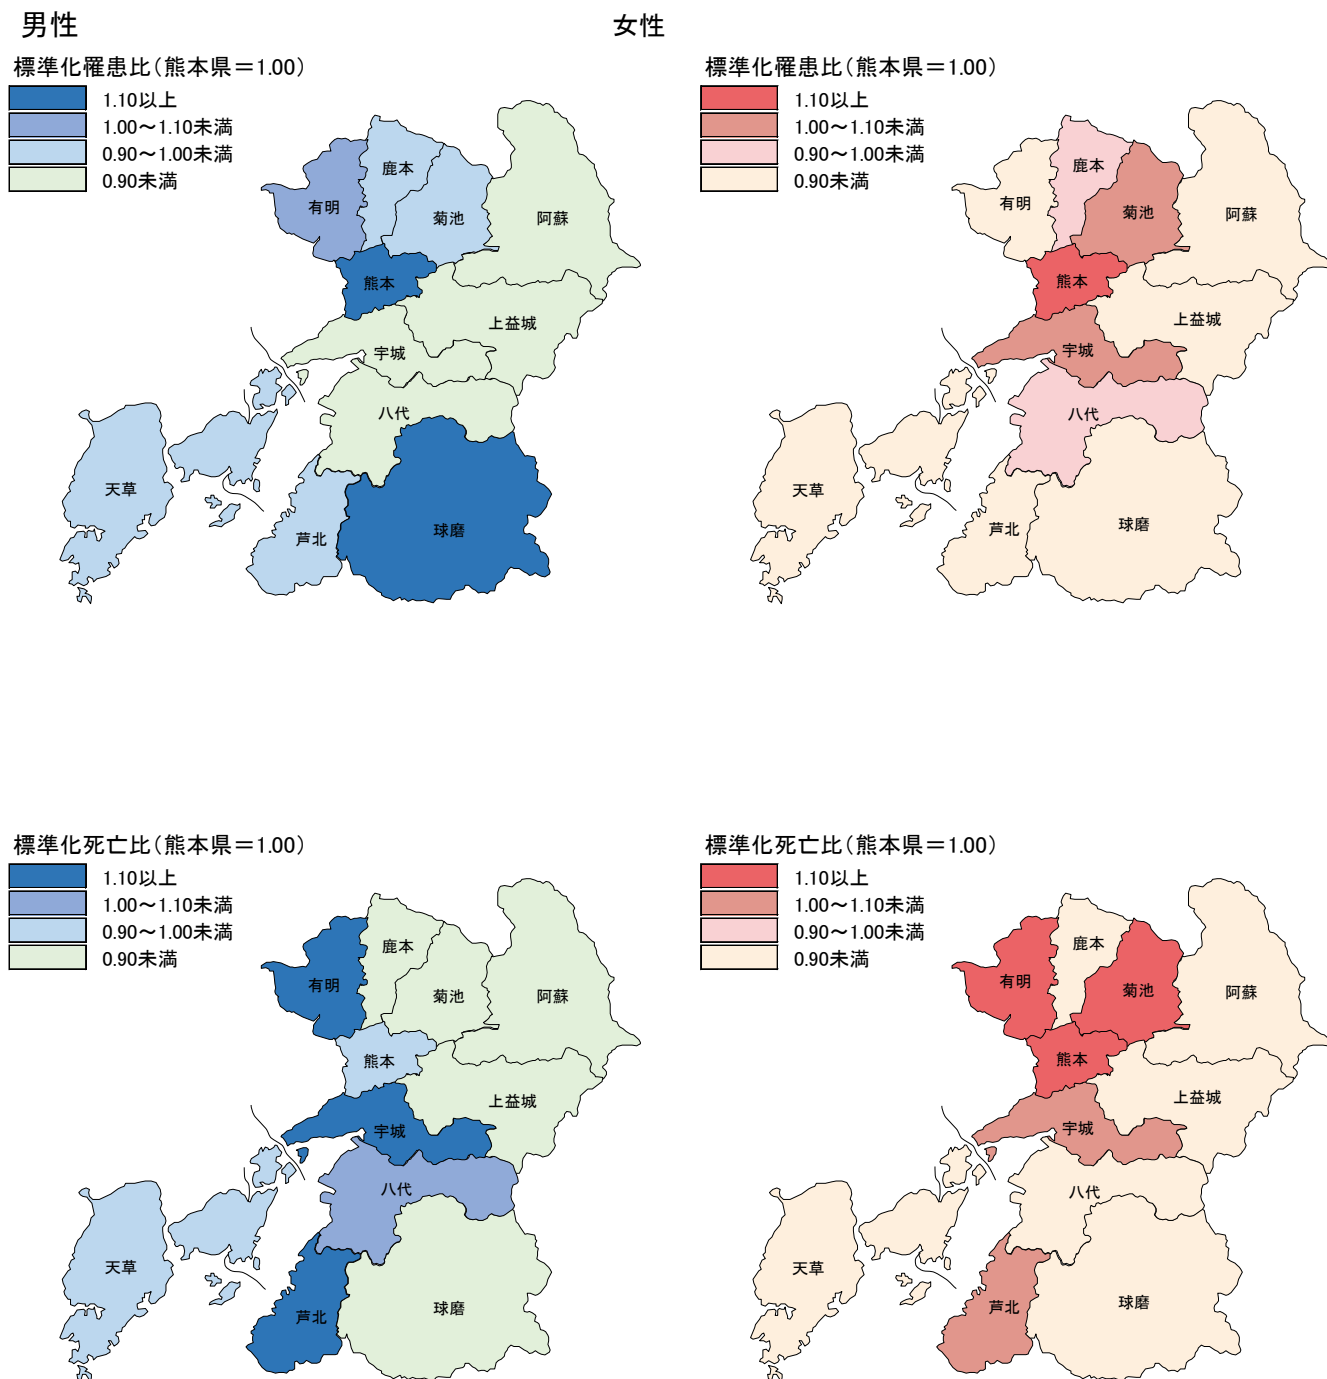 男性
女性
標準化罹患比(熊本県＝1.00)
1.10以上
1.00～1.10未満
0.90～1.00未満
0.90未満
有明
鹿本
菊池
阿蘇
熊本
上益城
宇城
八代
天草
芦北
球磨
標準化罹患比(熊本県＝1.00)
1.10以上
1.00～1.10未満
0.90～1.00未満
0.90未満
有明
鹿本
菊池
阿蘇
熊本
上益城
宇城
八代
天草
芦北
球磨
標準化死亡比(熊本県＝1.00)
1.10以上
1.00～1.10未満
0.90～1.00未満
0.90未満
有明
鹿本
菊池
阿蘇
熊本
上益城
宇城
八代
天草
芦北
球磨
標準化死亡比(熊本県＝1.00)
1.10以上
1.00～1.10未満
0.90～1.00未満
0.90未満
有明
鹿本
菊池
阿蘇
熊本
上益城
宇城
八代
天草
芦北
球磨